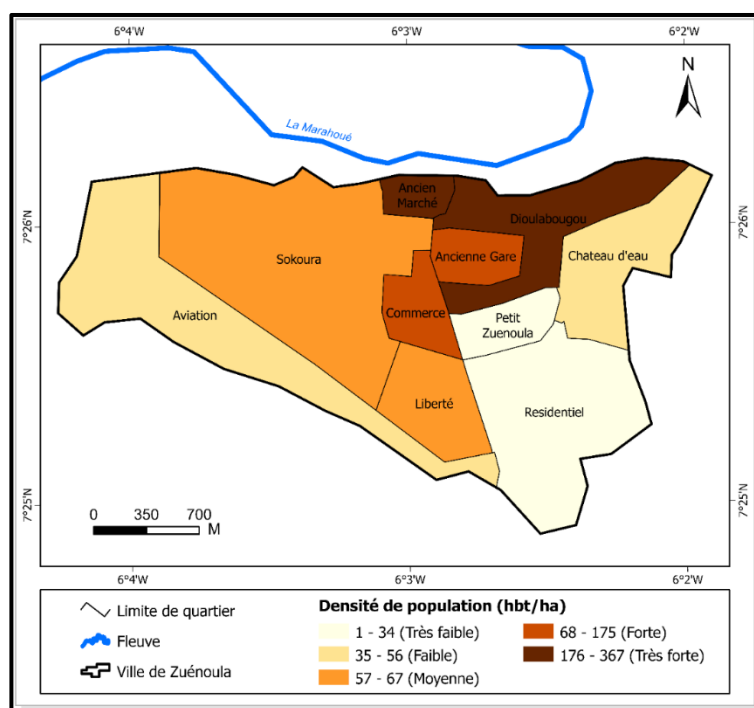 6°4'W 6°3'W 6°2'W
N
La Marahoué
7°26'N 7°26'N
Ancien
Marché
Dioulabougou
Sokoura
Ancienne Gare
Chateau d'eau
Aviation
Commerce
Petit
Zuenoula
Liberté
Residentiel
7°25'N 7°25'N
0 350 700
M
6°4'W 6°3'W 6°2'W
Limite de quartier
Fleuve
Ville de Zuénoula
Densité de population (hbt/ha)
1 - 34 (Très faible)
35 - 56 (Faible)
57 - 67 (Moyenne)
68 - 175 (Forte)
176 - 367 (Très forte)